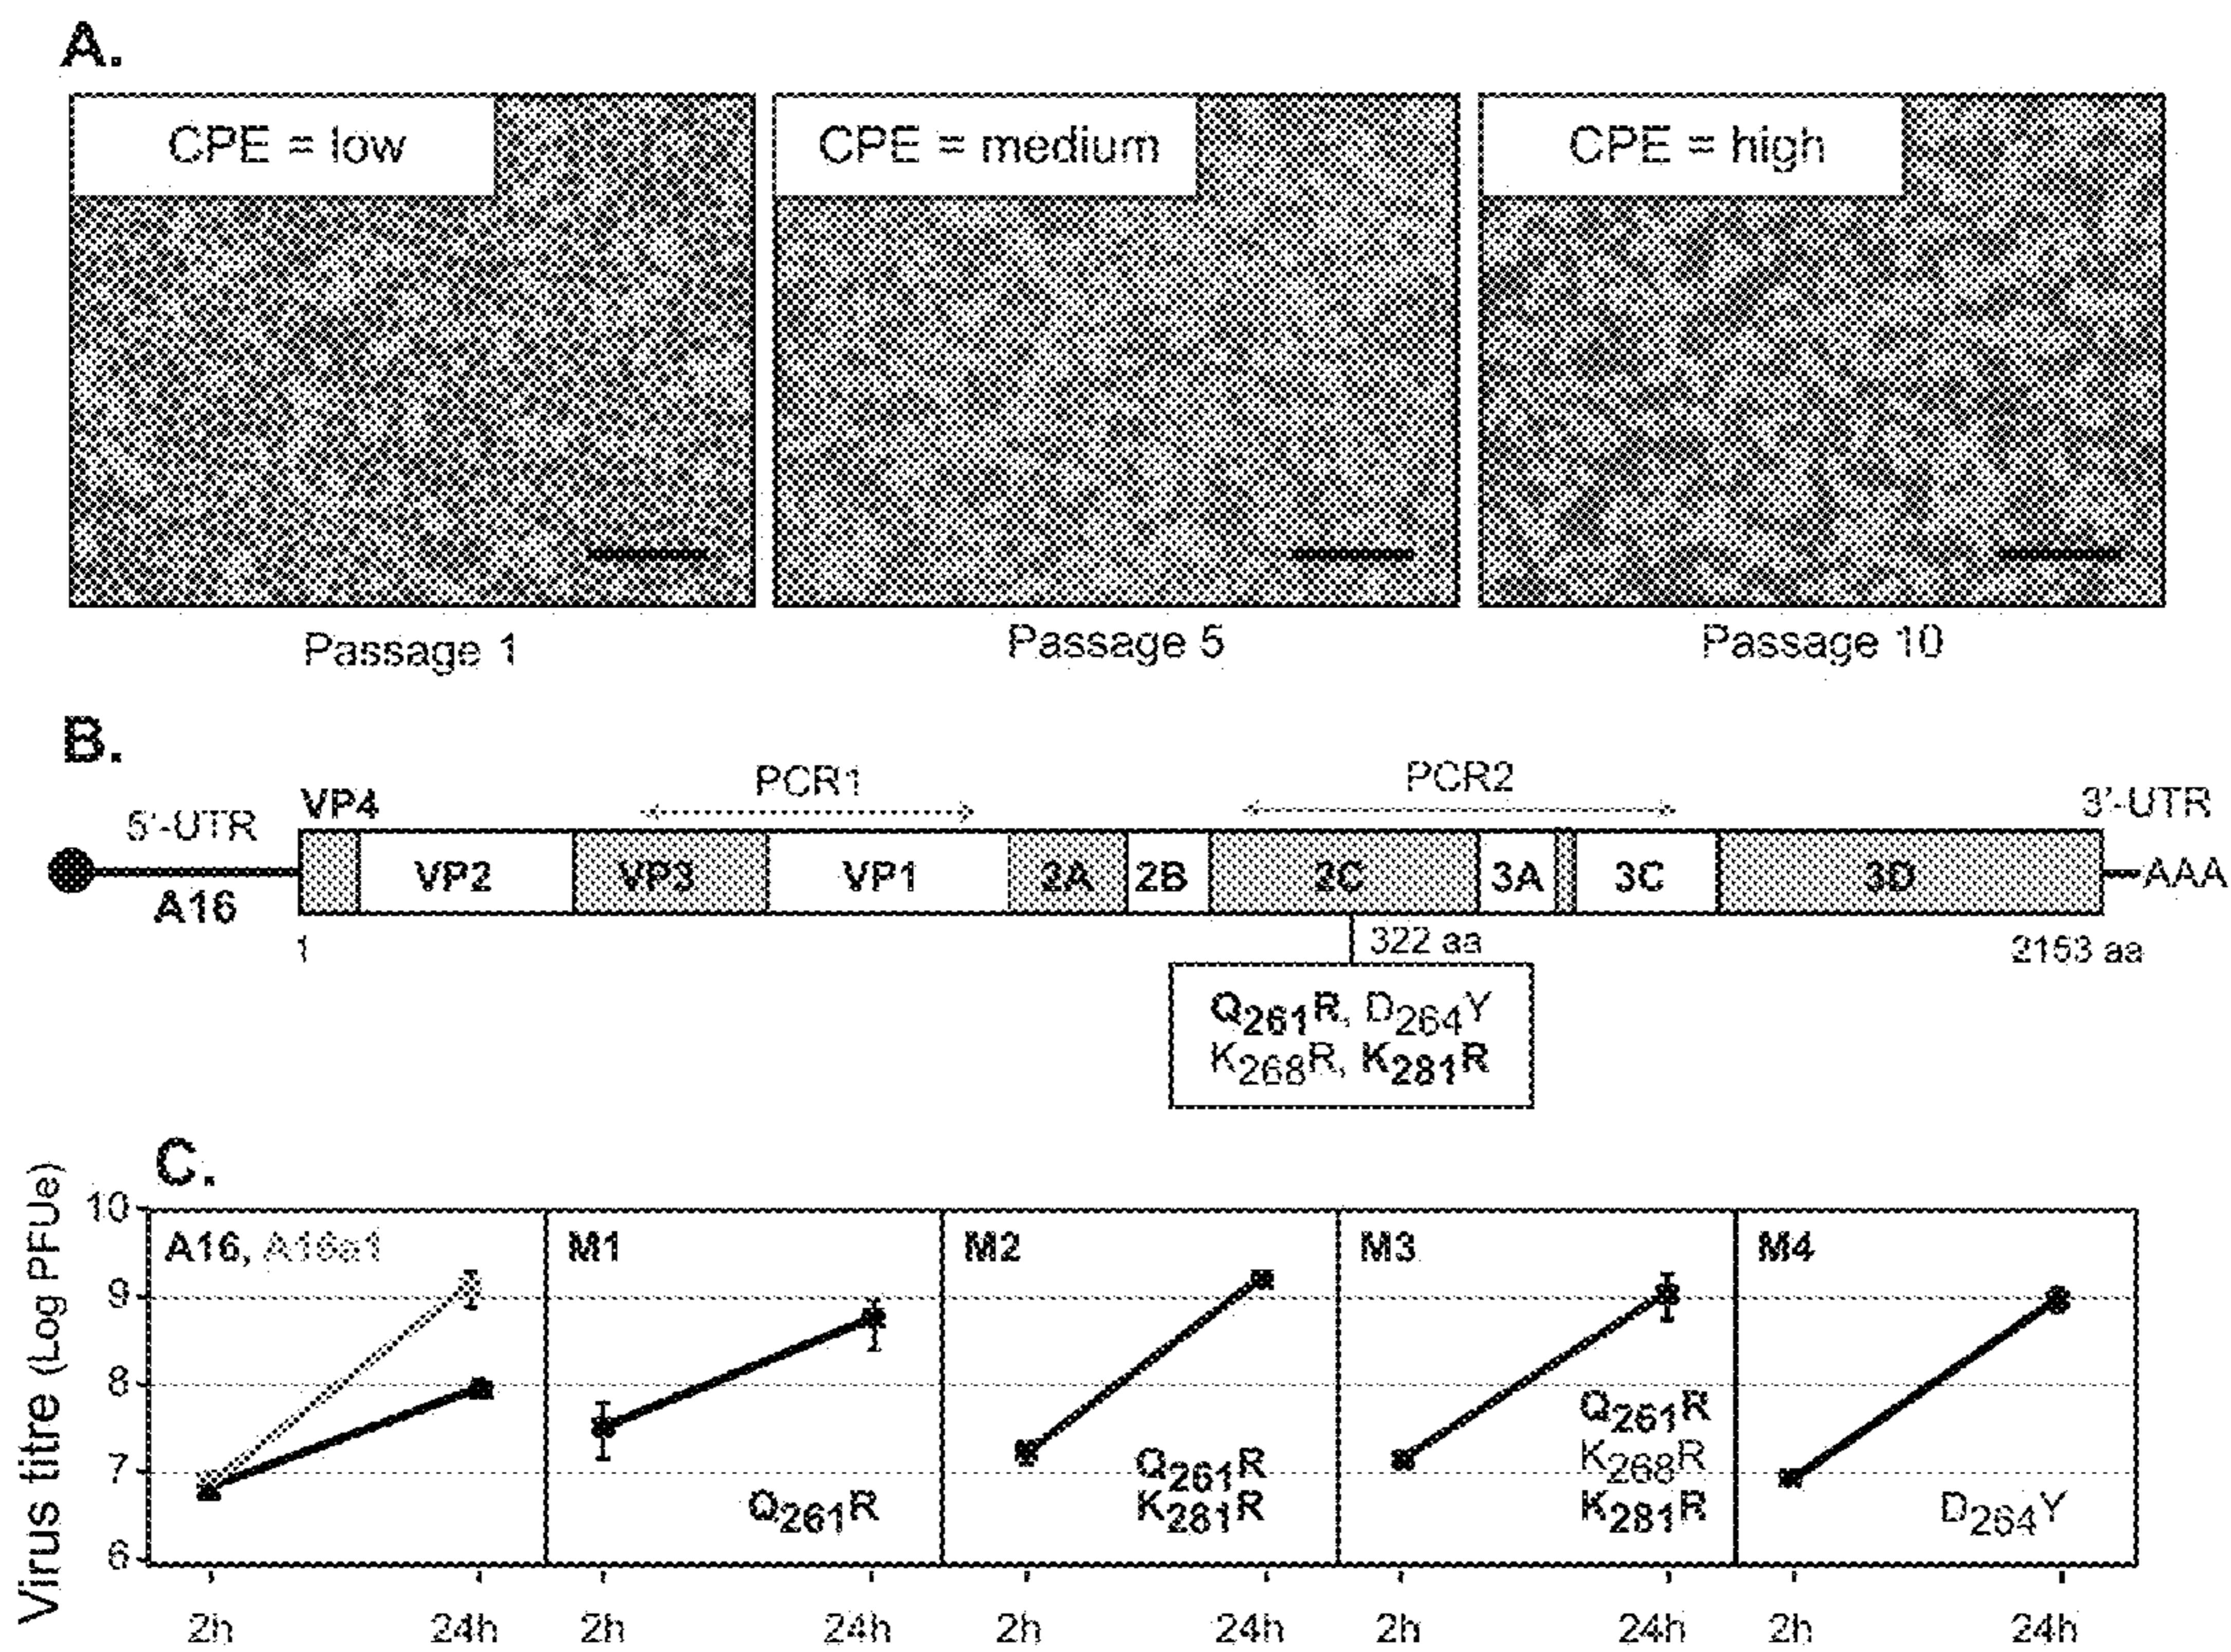 A.
CPE = low
CPE = medium
CPE = high
Passage 1
Passage 5
Passage 10
B.
PCR1
PCR2
5'-UTR
VP4
3'-UTR
VP2
VP3
VP1
2A
2B
2C
3A
3C
3D
AAA
A16
1
322 aa
2153 aa
Q261R, D264Y
K268R, K281R
C.
Virus titre (Log PFUe)
10
9
8
7
6
A16, A16a1
M1
M2
M3
M4
Q261R
Q261R
K281R
Q261R
K268R
K281R
D264Y
2h
24h
2h
24h
2h
24h
2h
24h
2h
24h